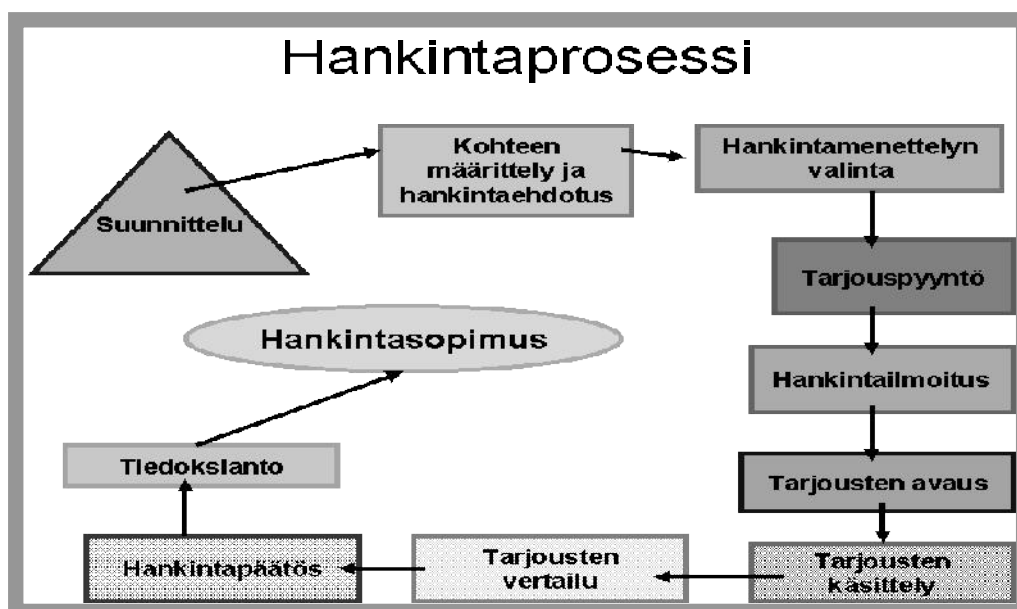 Hankintaprosessi
Suunnittelu
Kohteen
määrittely ja
hankintaehdotus
Hankintamenettelyn
valinta
Tarjouspyyntö
Hankintailmoitus
Tarjousten avaus
Tarjousten
käsittely
Tarjousten
vertailu
Hankintapäätös
Tiedoksianto
Hankintasopimus